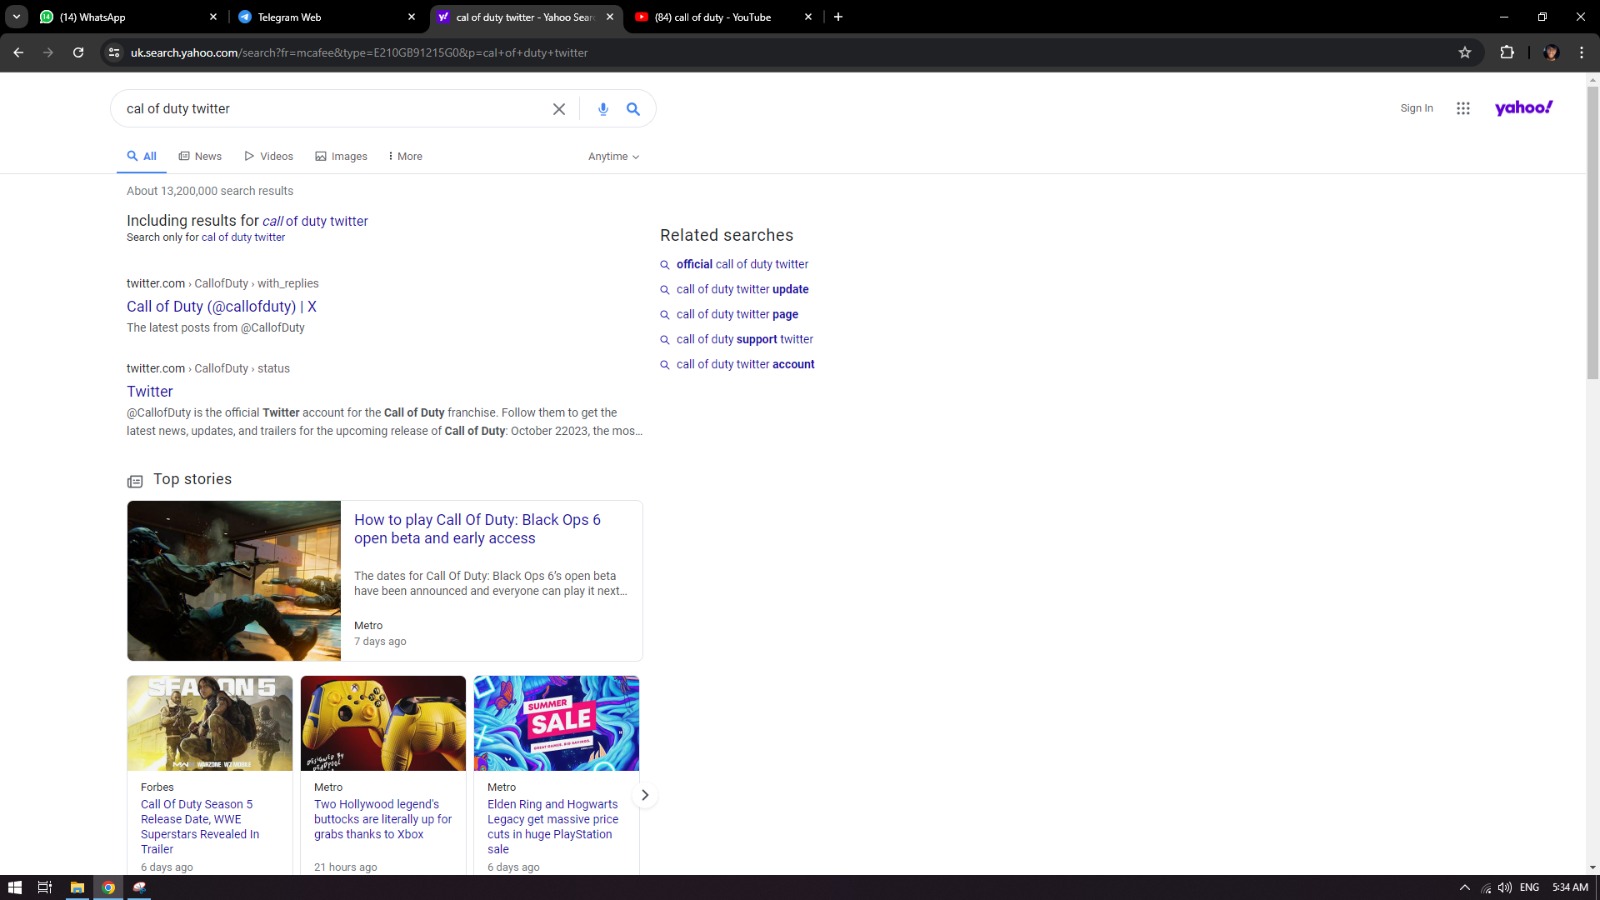 (14) WhatsApp
Telegram Web
cal of duty twitter - Yahoo Sear
(84) call of duty - YouTube
uk.search.yahoo.com/search?fr=mcafee&type=E210GB91215G0&p=cal+of+duty+twitter
cal of duty twitter
Sign In
yahoo!
All
News
Videos
Images
More
Anytime
About 13,200,000 search results
Including results for call of duty twitter
Search only for cal of duty twitter
twitter.com › CallofDuty › with_replies
Call of Duty (@callofduty) | X
The latest posts from @CallofDuty
twitter.com › CallofDuty › status
Twitter
@CallofDuty is the official Twitter account for the Call of Duty franchise. Follow them to get the
latest news, updates, and trailers for the upcoming release of Call of Duty: October 22023, the mos...
Related searches
official call of duty twitter
call of duty twitter update
call of duty twitter page
call of duty support twitter
call of duty twitter account
Top stories
How to play Call Of Duty: Black Ops 6
open beta and early access
The dates for Call Of Duty: Black Ops 6's open beta
have been announced and everyone can play it next...
Metro
7 days ago
SEASON 5
WARZONE
Forbes
Call Of Duty Season 5
Release Date, WWE
Superstars Revealed In
Trailer
6 days ago
DESIGNED BY
DEADPOOL
Metro
Two Hollywood legend's
buttocks are literally up for
grabs thanks to Xbox
21 hours ago
SUMMER
SALE
Metro
Elden Ring and Hogwarts
Legacy get massive price
cuts in huge PlayStation
sale
6 days ago
ENG
5:34 AM